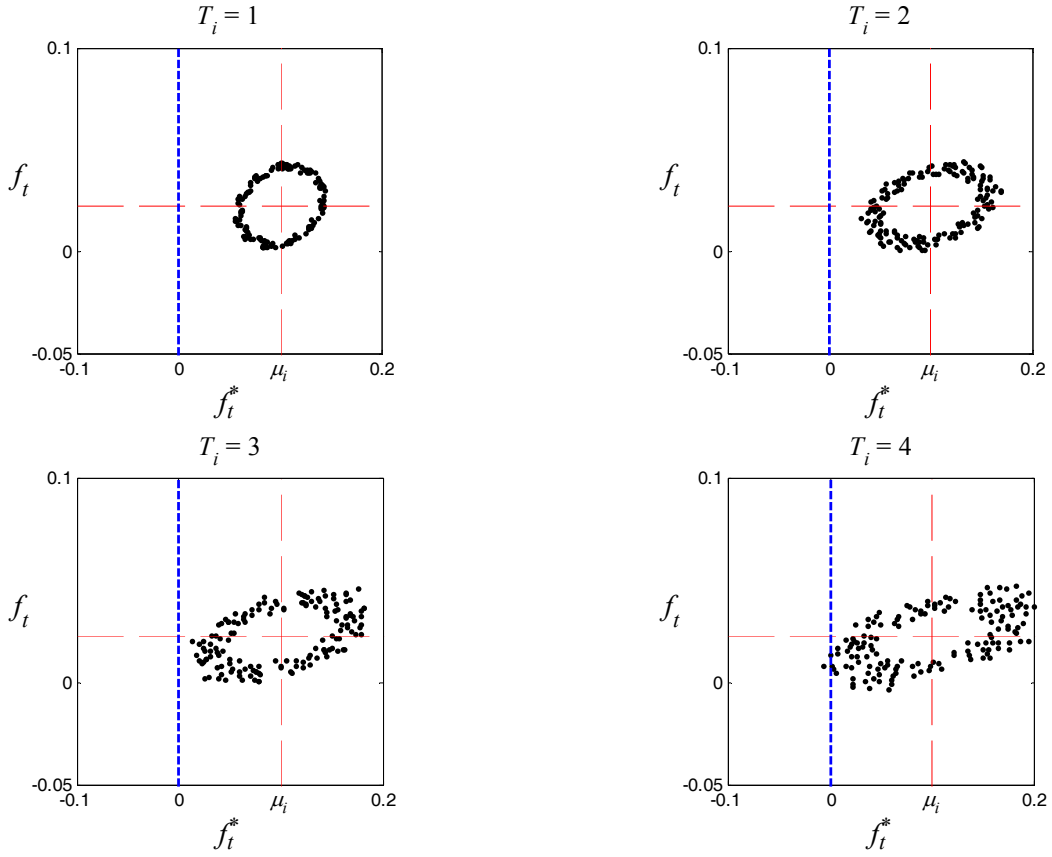 T_i = 1
0.1
f_t
0
-0.05
-0.1
0
μ_i
0.2
f_t^*
T_i = 2
0.1
f_t
0
-0.05
-0.1
0
μ_i
0.2
f_t^*
T_i = 3
0.1
f_t
0
-0.05
-0.1
0
μ_i
0.2
f_t^*
T_i = 4
0.1
f_t
0
-0.05
-0.1
0
μ_i
0.2
f_t^*